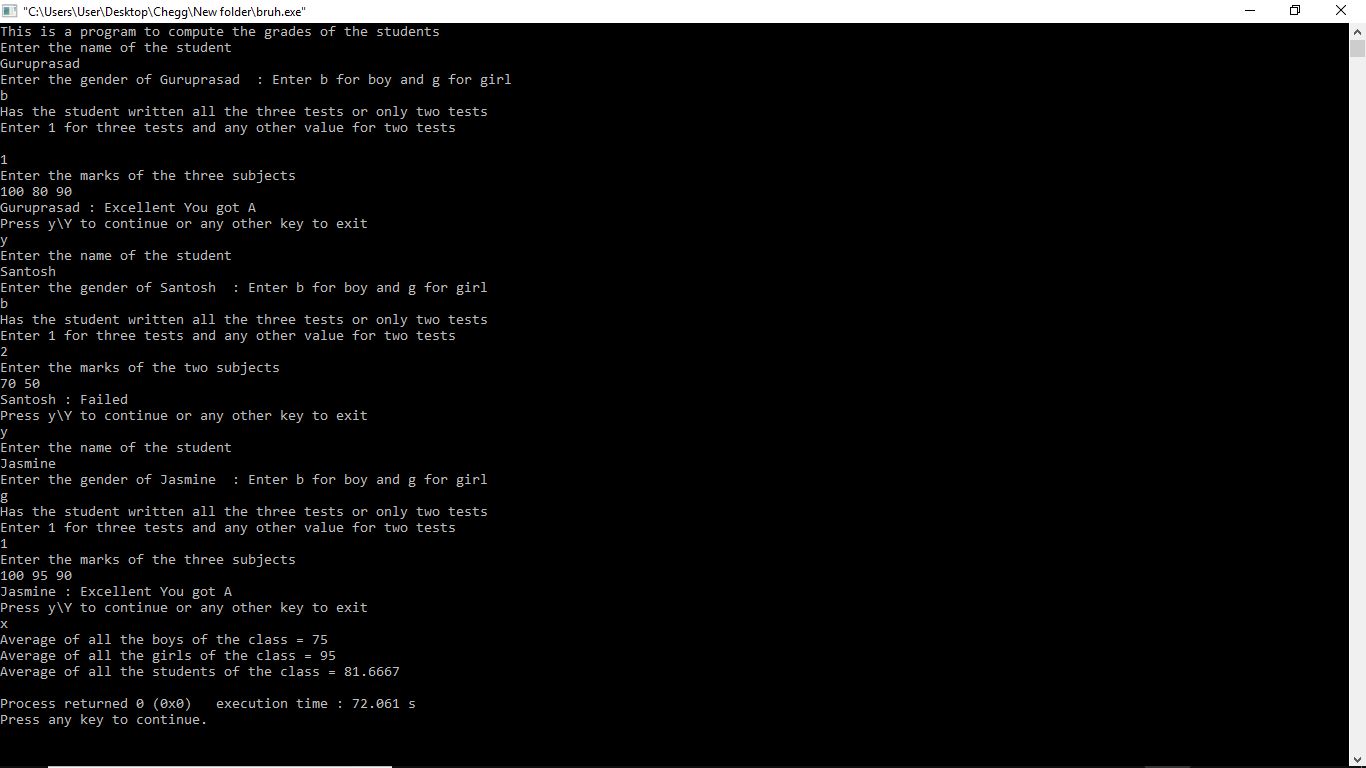 "C:\Users\User\Desktop\Chegg\New folder\bruh.exe"
This is a program to compute the grades of the students
Enter the name of the student
Guruprasad
Enter the gender of Guruprasad  : Enter b for boy and g for girl
b
Has the student written all the three tests or only two tests
Enter 1 for three tests and any other value for two tests
1
Enter the marks of the three subjects
100 80 90
Guruprasad : Excellent You got A
Press y\Y to continue or any other key to exit
y
Enter the name of the student
Santosh
Enter the gender of Santosh  : Enter b for boy and g for girl
b
Has the student written all the three tests or only two tests
Enter 1 for three tests and any other value for two tests
2
Enter the marks of the two subjects
70 50
Santosh : Failed
Press y\Y to continue or any other key to exit
y
Enter the name of the student
Jasmine
Enter the gender of Jasmine  : Enter b for boy and g for girl
g
Has the student written all the three tests or only two tests
Enter 1 for three tests and any other value for two tests
1
Enter the marks of the three subjects
100 95 90
Jasmine : Excellent You got A
Press y\Y to continue or any other key to exit
x
Average of all the boys of the class = 75
Average of all the girls of the class = 95
Average of all the students of the class = 81.6667
Process returned 0 (0x0)   execution time : 72.061 s
Press any key to continue.